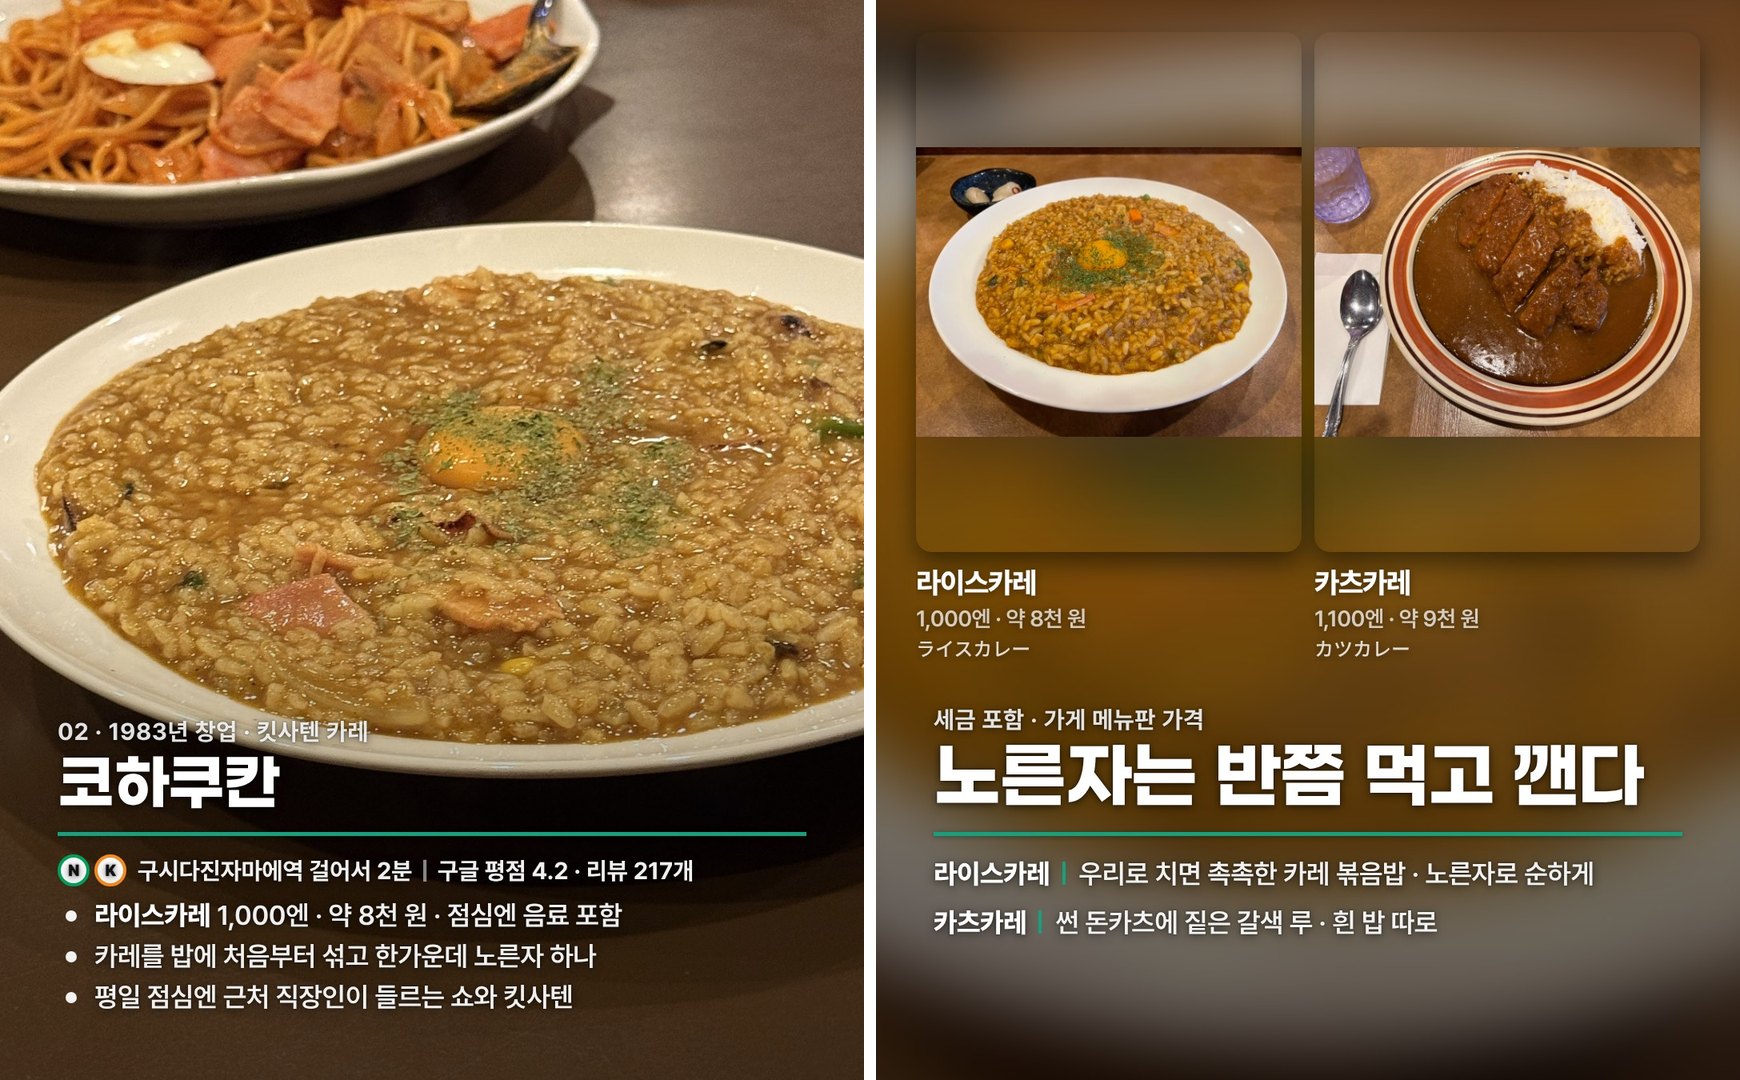 02 · 1983년 창업 · 킷사텐 카레
코하쿠칸
N K 구시다진자마에역 걸어서 2분 | 구글 평점 4.2 · 리뷰 217개
• 라이스카레 1,000엔 · 약 8천 원 · 점심엔 음료 포함
• 카레를 밥에 처음부터 섞고 한가운데 노른자 하나
• 평일 점심엔 근처 직장인이 들르는 쇼와 킷사텐
라이스카레
1,000엔 · 약 8천 원
ライスカレー
카츠카레
1,100엔 · 약 9천 원
カツカレー
세금 포함 · 가게 메뉴판 가격
노른자는 반쯤 먹고 깬다
라이스카레 | 우리로 치면 촉촉한 카레 볶음밥 · 노른자로 순하게
카츠카레 | 썬 돈카츠에 짙은 갈색 루 · 흰 밥 따로